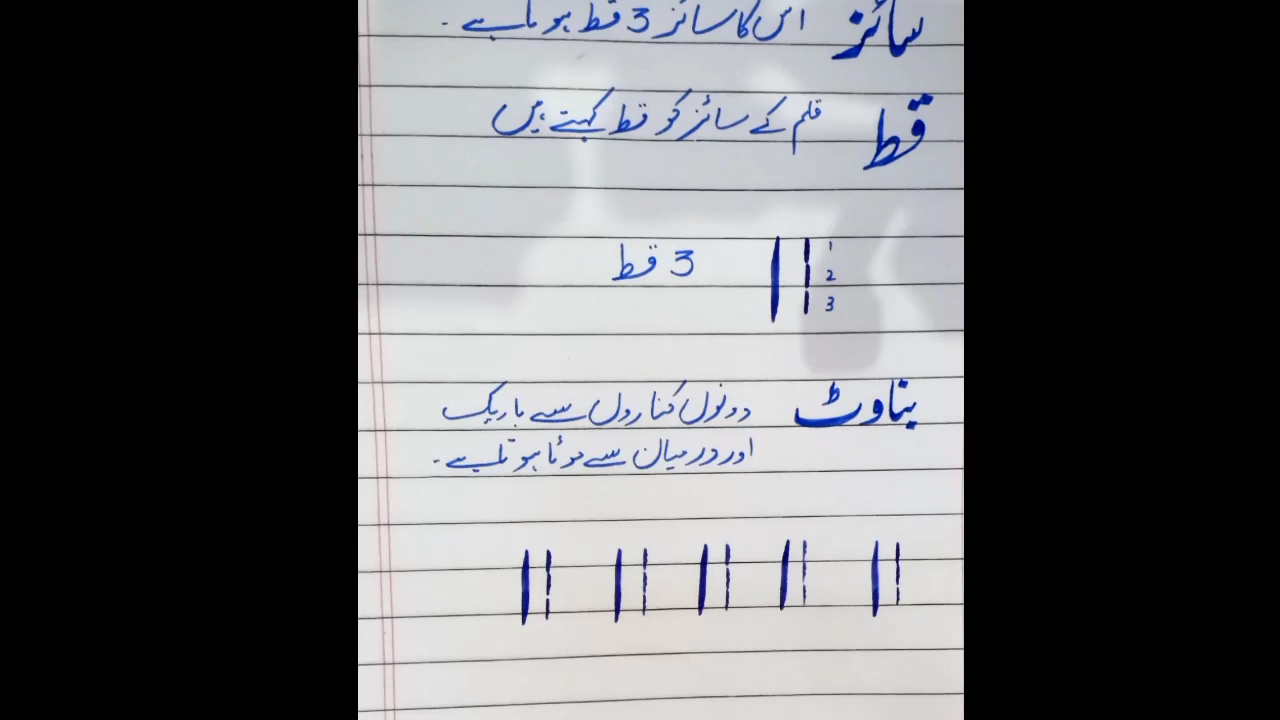 سائز اس کا سائز 3 قط ہوتا ہے۔
قط قلم کے سائز کو قط کہتے ہیں
3 قط
1
2
3
بناوٹ دونوں کناروں سے باریک
اور درمیان سے موٹا ہوتا ہے۔